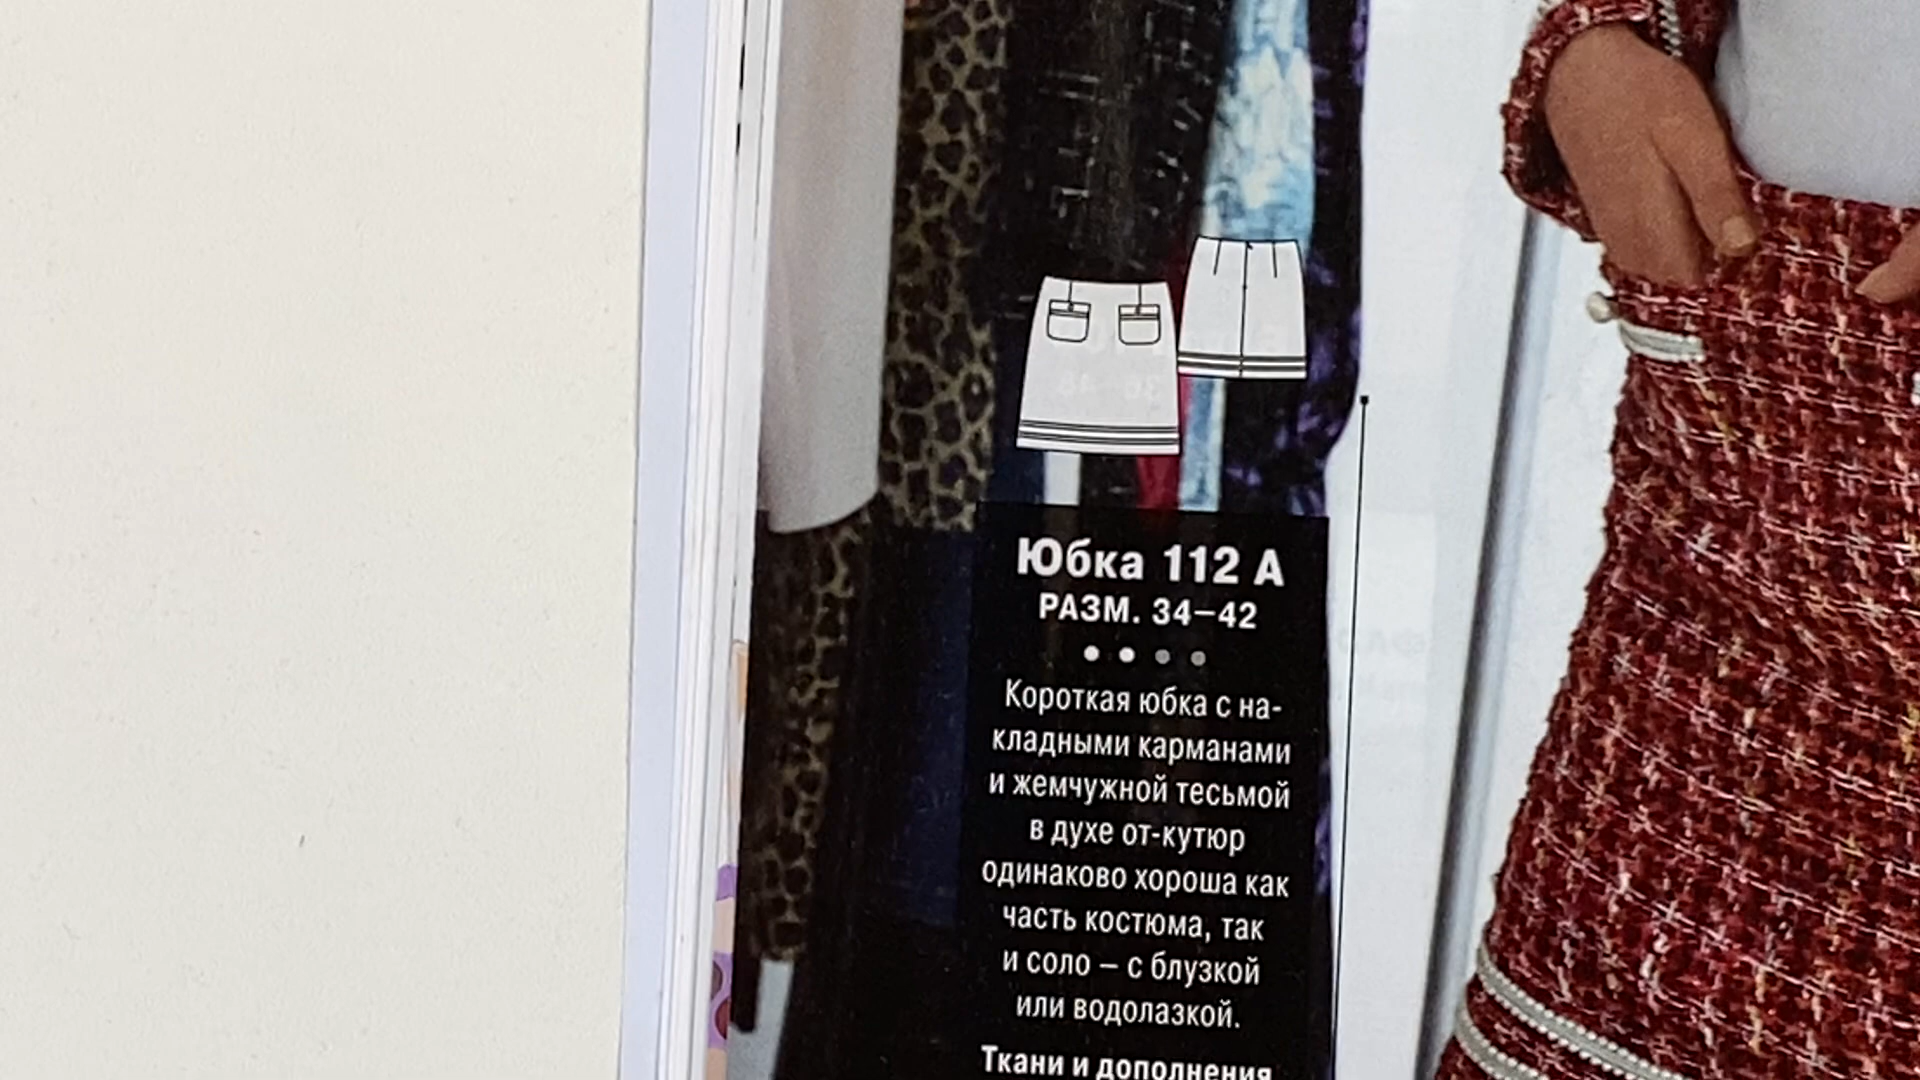 Юбка 112 А
РАЗМ. 34–42
Короткая юбка с на-
кладными карманами
и жемчужной тесьмой
в духе от-кутюр
одинаково хороша как
часть костюма, так
и соло – с блузкой
или водолазкой.
Ткани и дополнения